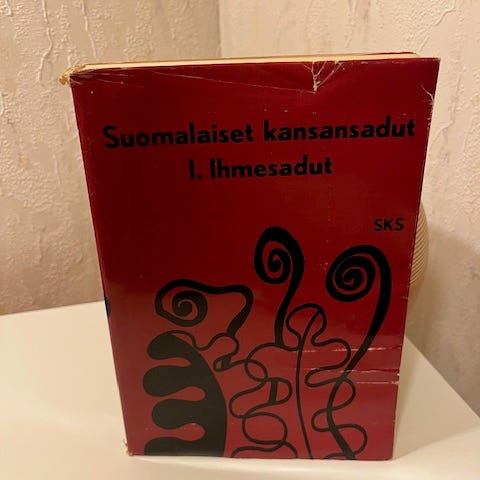 Suomalaiset kansansadut
I. Ihmesadut
SKS